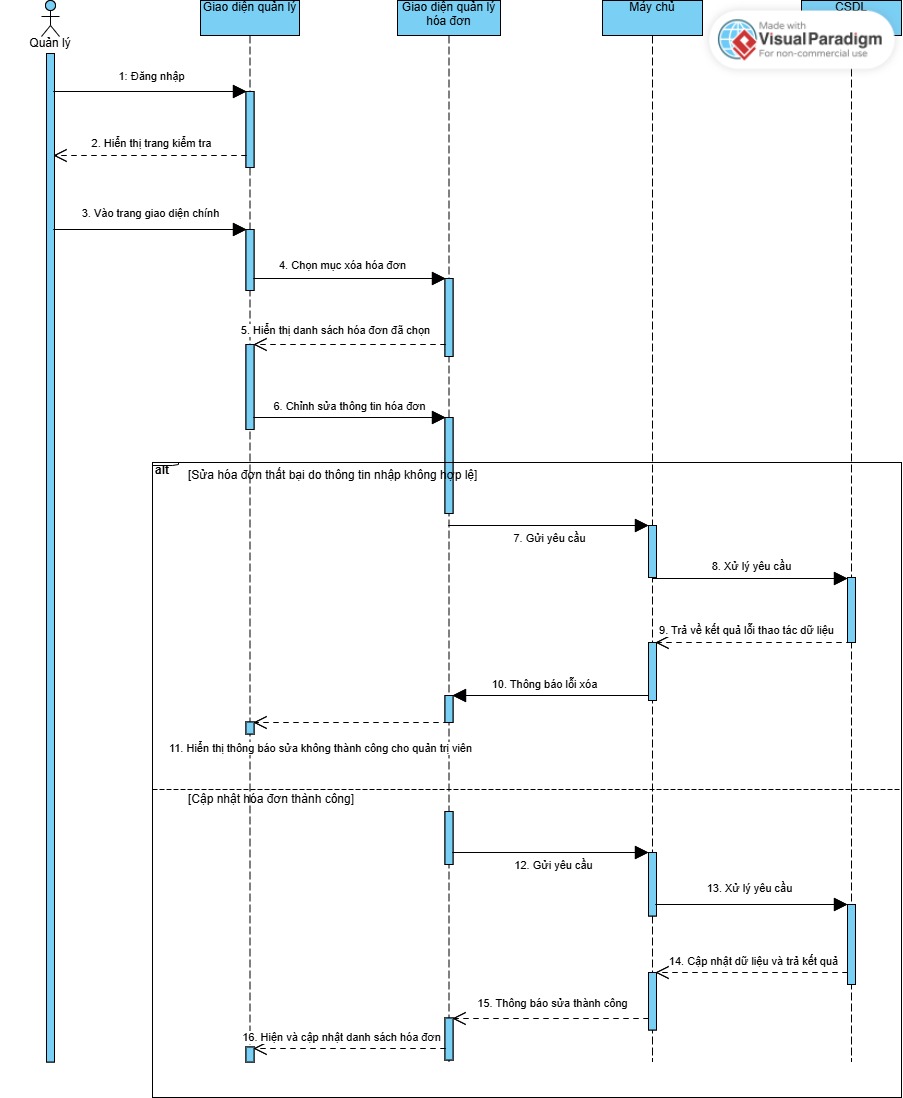 Giao diện quản lý
Giao diện quản lý
hóa đơn
Máy chủ
CSDL
Made with
VisualParadigm
For non-commercial use
Quản lý
1: Đăng nhập
2. Hiển thị trang kiểm tra
3. Vào trang giao diện chính
4. Chọn mục xóa hóa đơn
5. Hiển thị danh sách hóa đơn đã chọn
6. Chỉnh sửa thông tin hóa đơn
alt
[Sửa hóa đơn thất bại do thông tin nhập không hợp lệ]
7. Gửi yêu cầu
8. Xử lý yêu cầu
9. Trả về kết quả lỗi thao tác dữ liệu
10. Thông báo lỗi xóa
11. Hiển thị thông báo sửa không thành công cho quản trị viên
[Cập nhật hóa đơn thành công]
12. Gửi yêu cầu
13. Xử lý yêu cầu
14. Cập nhật dữ liệu và trả kết quả
15. Thông báo sửa thành công
16. Hiện và cập nhật danh sách hóa đơn